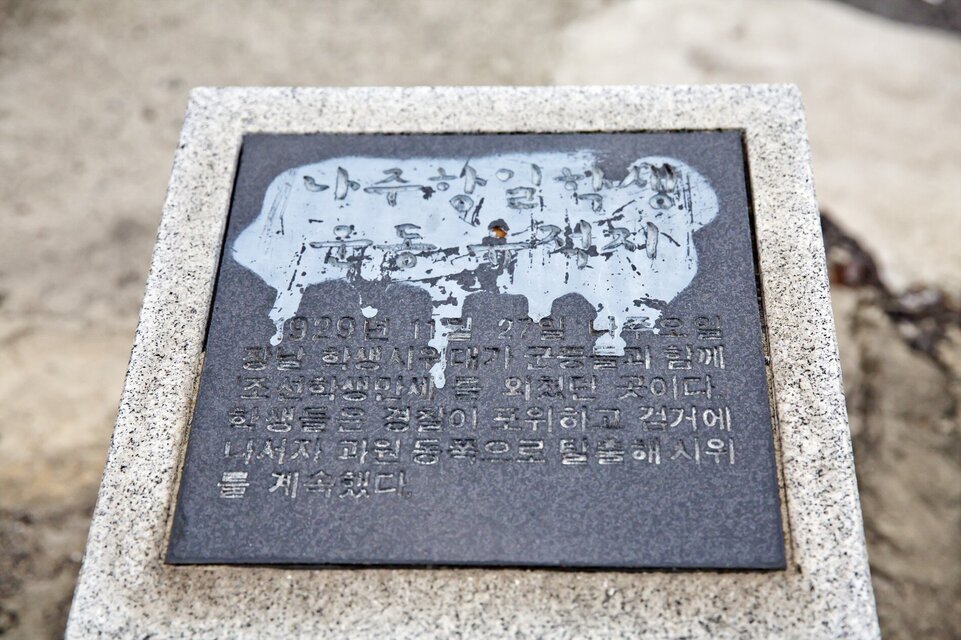 나주항일학생
운동유적지
1929년 11월 27일 나주오일
장날 학생시위대가 군중들과 함께
'조선학생만세'를 외쳤던 곳이다.
학생들은 경찰이 포위하고 검거에
나서자 과원동쪽으로 탈출해 시위
를 계속했다.